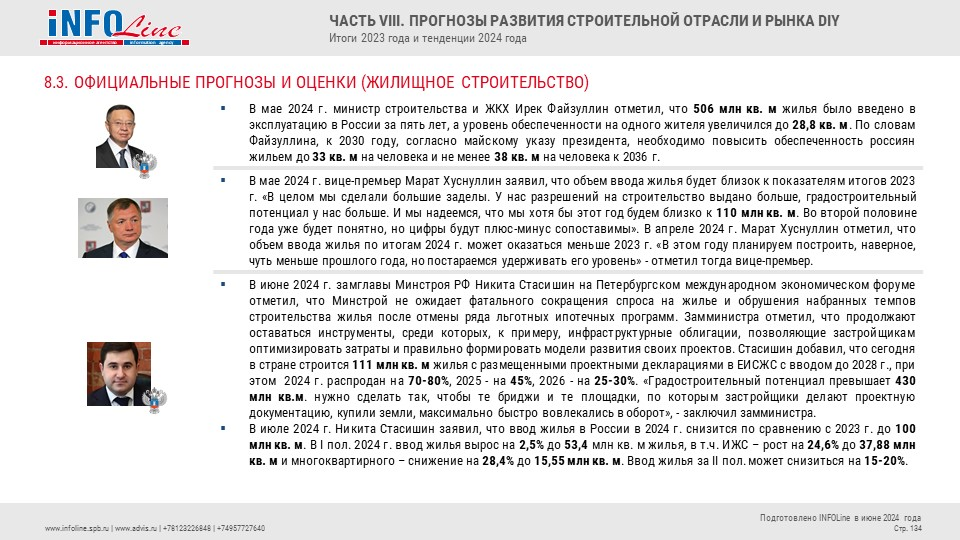 iNFOLine
информационное агентство information agency
ЧАСТЬ VIII. ПРОГНОЗЫ РАЗВИТИЯ СТРОИТЕЛЬНОЙ ОТРАСЛИ И РЫНКА DIY
Итоги 2023 года и тенденции 2024 года
8.3. ОФИЦИАЛЬНЫЕ ПРОГНОЗЫ И ОЦЕНКИ (ЖИЛИЩНОЕ СТРОИТЕЛЬСТВО)
▪ В мае 2024 г. министр строительства и ЖКХ Ирек Файзуллин отметил, что 506 млн кв. м жилья было введено в
эксплуатацию в России за пять лет, а уровень обеспеченности на одного жителя увеличился до 28,8 кв. м. По словам
Файзуллина, к 2030 году, согласно майскому указу президента, необходимо повысить обеспеченность россиян
жильем до 33 кв. м на человека и не менее 38 кв. м на человека к 2036 г.
▪ В мае 2024 г. вице-премьер Марат Хуснуллин заявил, что объем ввода жилья будет близок к показателям итогов 2023
г. «В целом мы сделали большие заделы. У нас разрешений на строительство выдано больше, градостроительный
потенциал у нас больше. И мы надеемся, что мы хотя бы этот год будем близко к 110 млн кв. м. Во второй половине
года уже будет понятно, но цифры будут плюс-минус сопоставимы». В апреле 2024 г. Марат Хуснуллин отметил, что
объем ввода жилья по итогам 2024 г. может оказаться меньше 2023 г. «В этом году планируем построить, наверное,
чуть меньше прошлого года, но постараемся удерживать его уровень» - отметил тогда вице-премьер.
▪ В июне 2024 г. замглавы Минстроя РФ Никита Стасишин на Петербургском международном экономическом форуме
отметил, что Минстрой не ожидает фатального сокращения спроса на жилье и обрушения набранных темпов
строительства жилья после отмены ряда льготных ипотечных программ. Замминистра отметил, что продолжают
оставаться инструменты, среди которых, к примеру, инфраструктурные облигации, позволяющие застройщикам
оптимизировать затраты и правильно формировать модели развития своих проектов. Стасишин добавил, что сегодня
в стране строится 111 млн кв. м жилья с размещенными проектными декларациями в ЕИСЖС с вводом до 2028 г., при
этом 2024 г. распродан на 70-80%, 2025 - на 45%, 2026 - на 25-30%. «Градостроительный потенциал превышает 430
млн кв.м. нужно сделать так, чтобы те бриджи и те площадки, по которым застройщики делают проектную
документацию, купили земли, максимально быстро вовлекались в оборот», - заключил замминистра.
▪ В июле 2024 г. Никита Стасишин заявил, что ввод жилья в России в 2024 г. снизится по сравнению с 2023 г. до 100
млн кв. м. В I пол. 2024 г. ввод жилья вырос на 2,5% до 53,4 млн кв. м жилья, в т.ч. ИЖС – рост на 24,6% до 37,88 млн
кв. м и многоквартирного – снижение на 28,4% до 15,55 млн кв. м. Ввод жилья за II пол. может снизиться на 15-20%.
Подготовлено INFOLine в июне 2024 года
www.infoline.spb.ru | www.advis.ru | +78123226848 | +74957727640
Стр. 134